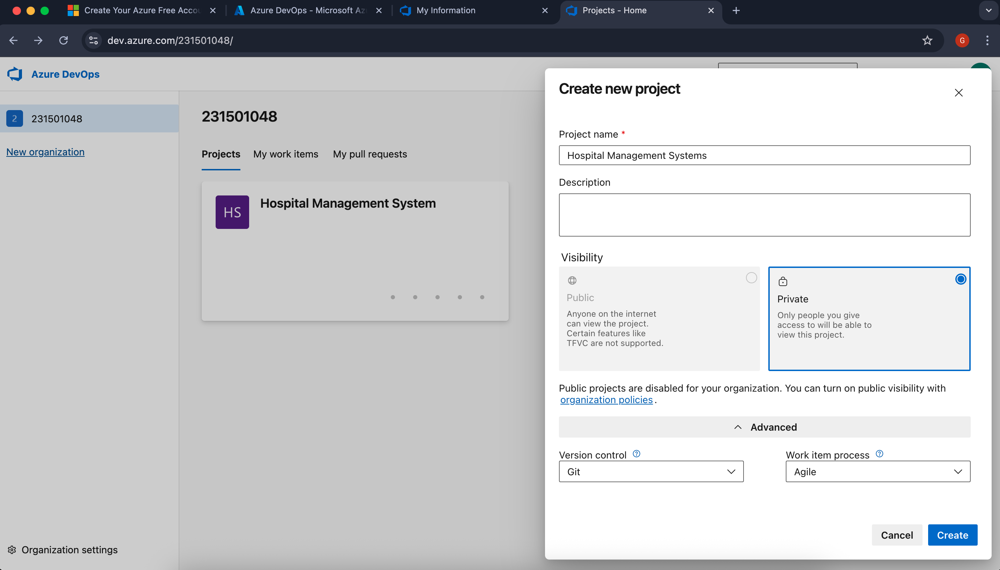 Create Your Azure Free Accou
Azure DevOps - Microsoft Az
My Information
Projects - Home
dev.azure.com/231501048/
G
Azure DevOps
2
231501048
New organization
231501048
Projects
My work items
My pull requests
HS
Hospital Management System
Organization settings
Create new project
Project name *
Hospital Management Systems
Description
Visibility
Public
Anyone on the internet
can view the project.
Certain features like
TFVC are not supported.
Private
Only people you give
access to will be able to
view this project.
Public projects are disabled for your organization. You can turn on public visibility with
organization policies.
Advanced
Version control ?
Git
Work item process ?
Agile
Cancel
Create